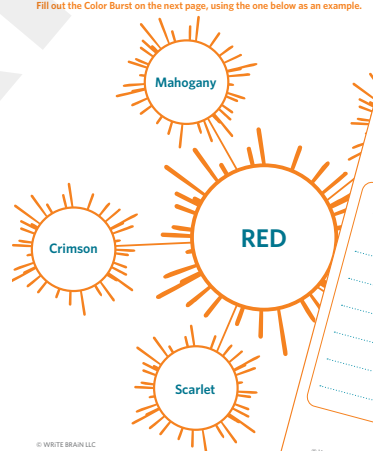 Fill out the Color Burst on the next page, using the one below as an example.
Mahogany
RED
Crimson
Scarlet
© WRiTE BRAiN LLC